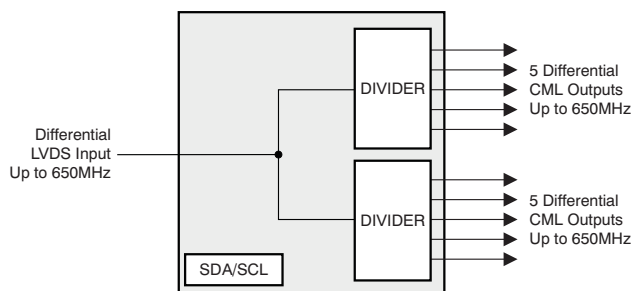 Differential
LVDS Input
Up to 650MHz
DIVIDER
5 Differential
CML Outputs
Up to 650MHz
DIVIDER
5 Differential
CML Outputs
Up to 650MHz
SDA/SCL